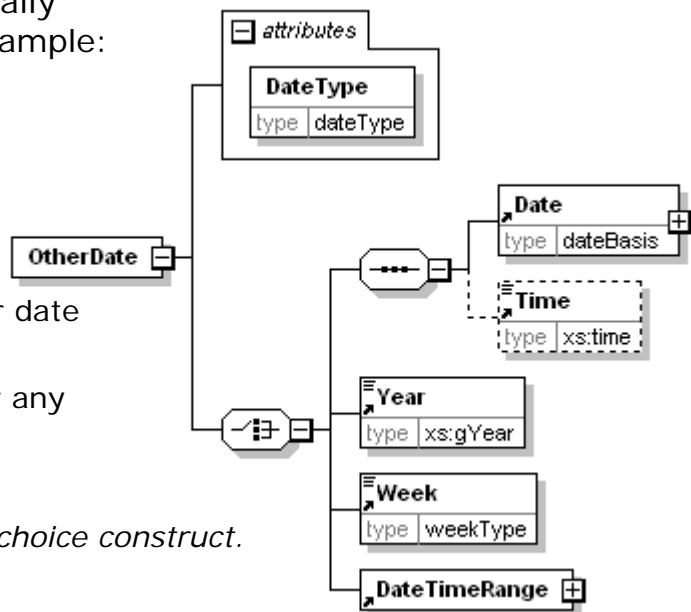 ally
ample:
attributes
DateType
type dateType
Date
type dateBasis
OtherDate
Time
type xs:time
r date
r any
Year
type xs:gYear
Week
type weekType
choice construct.
DateTimeRange